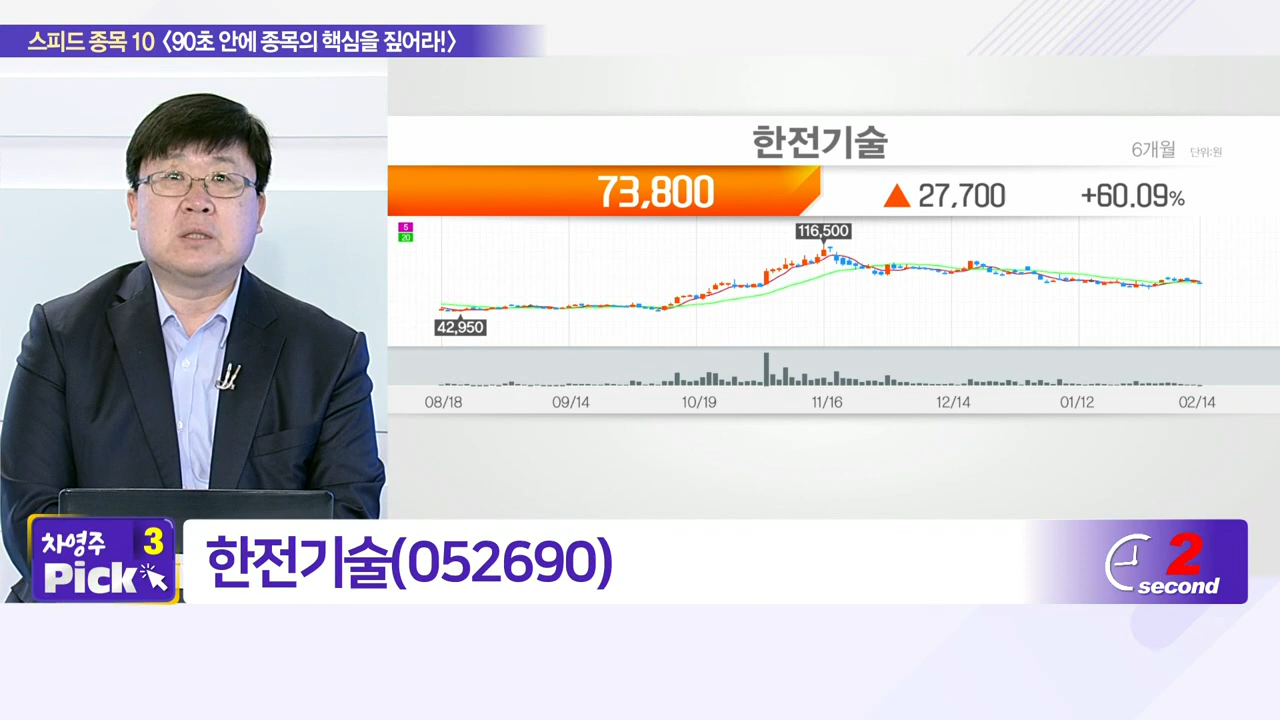 스피드 종목 10 〈90초 안에 종목의 핵심을 짚어라!〉
한전기술
6개월 단위:원
73,800 ▲ 27,700 +60.09%
5
20
116,500
42,950
08/18 09/14 10/19 11/16 12/14 01/12 02/14
차영주 3
Pick
한전기술(052690)
2
second